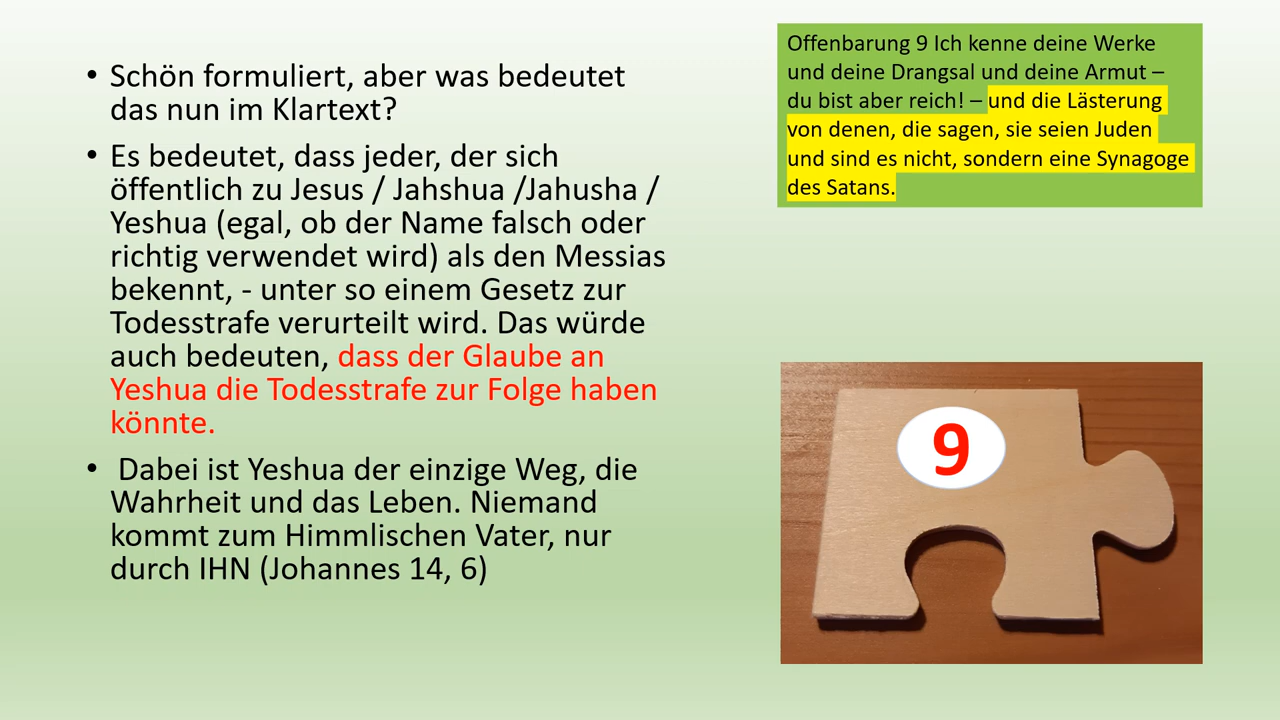 • Schön formuliert, aber was bedeutet
das nun im Klartext?
• Es bedeutet, dass jeder, der sich
öffentlich zu Jesus / Jahshua /Jahusha /
Yeshua (egal, ob der Name falsch oder
richtig verwendet wird) als den Messias
bekennt, - unter so einem Gesetz zur
Todesstrafe verurteilt wird. Das würde
auch bedeuten, dass der Glaube an
Yeshua die Todesstrafe zur Folge haben
könnte.
• Dabei ist Yeshua der einzige Weg, die
Wahrheit und das Leben. Niemand
kommt zum Himmlischen Vater, nur
durch IHN (Johannes 14, 6)
Offenbarung 9 Ich kenne deine Werke
und deine Drangsal und deine Armut –
du bist aber reich! – und die Lästerung
von denen, die sagen, sie seien Juden
und sind es nicht, sondern eine Synagoge
des Satans.
9